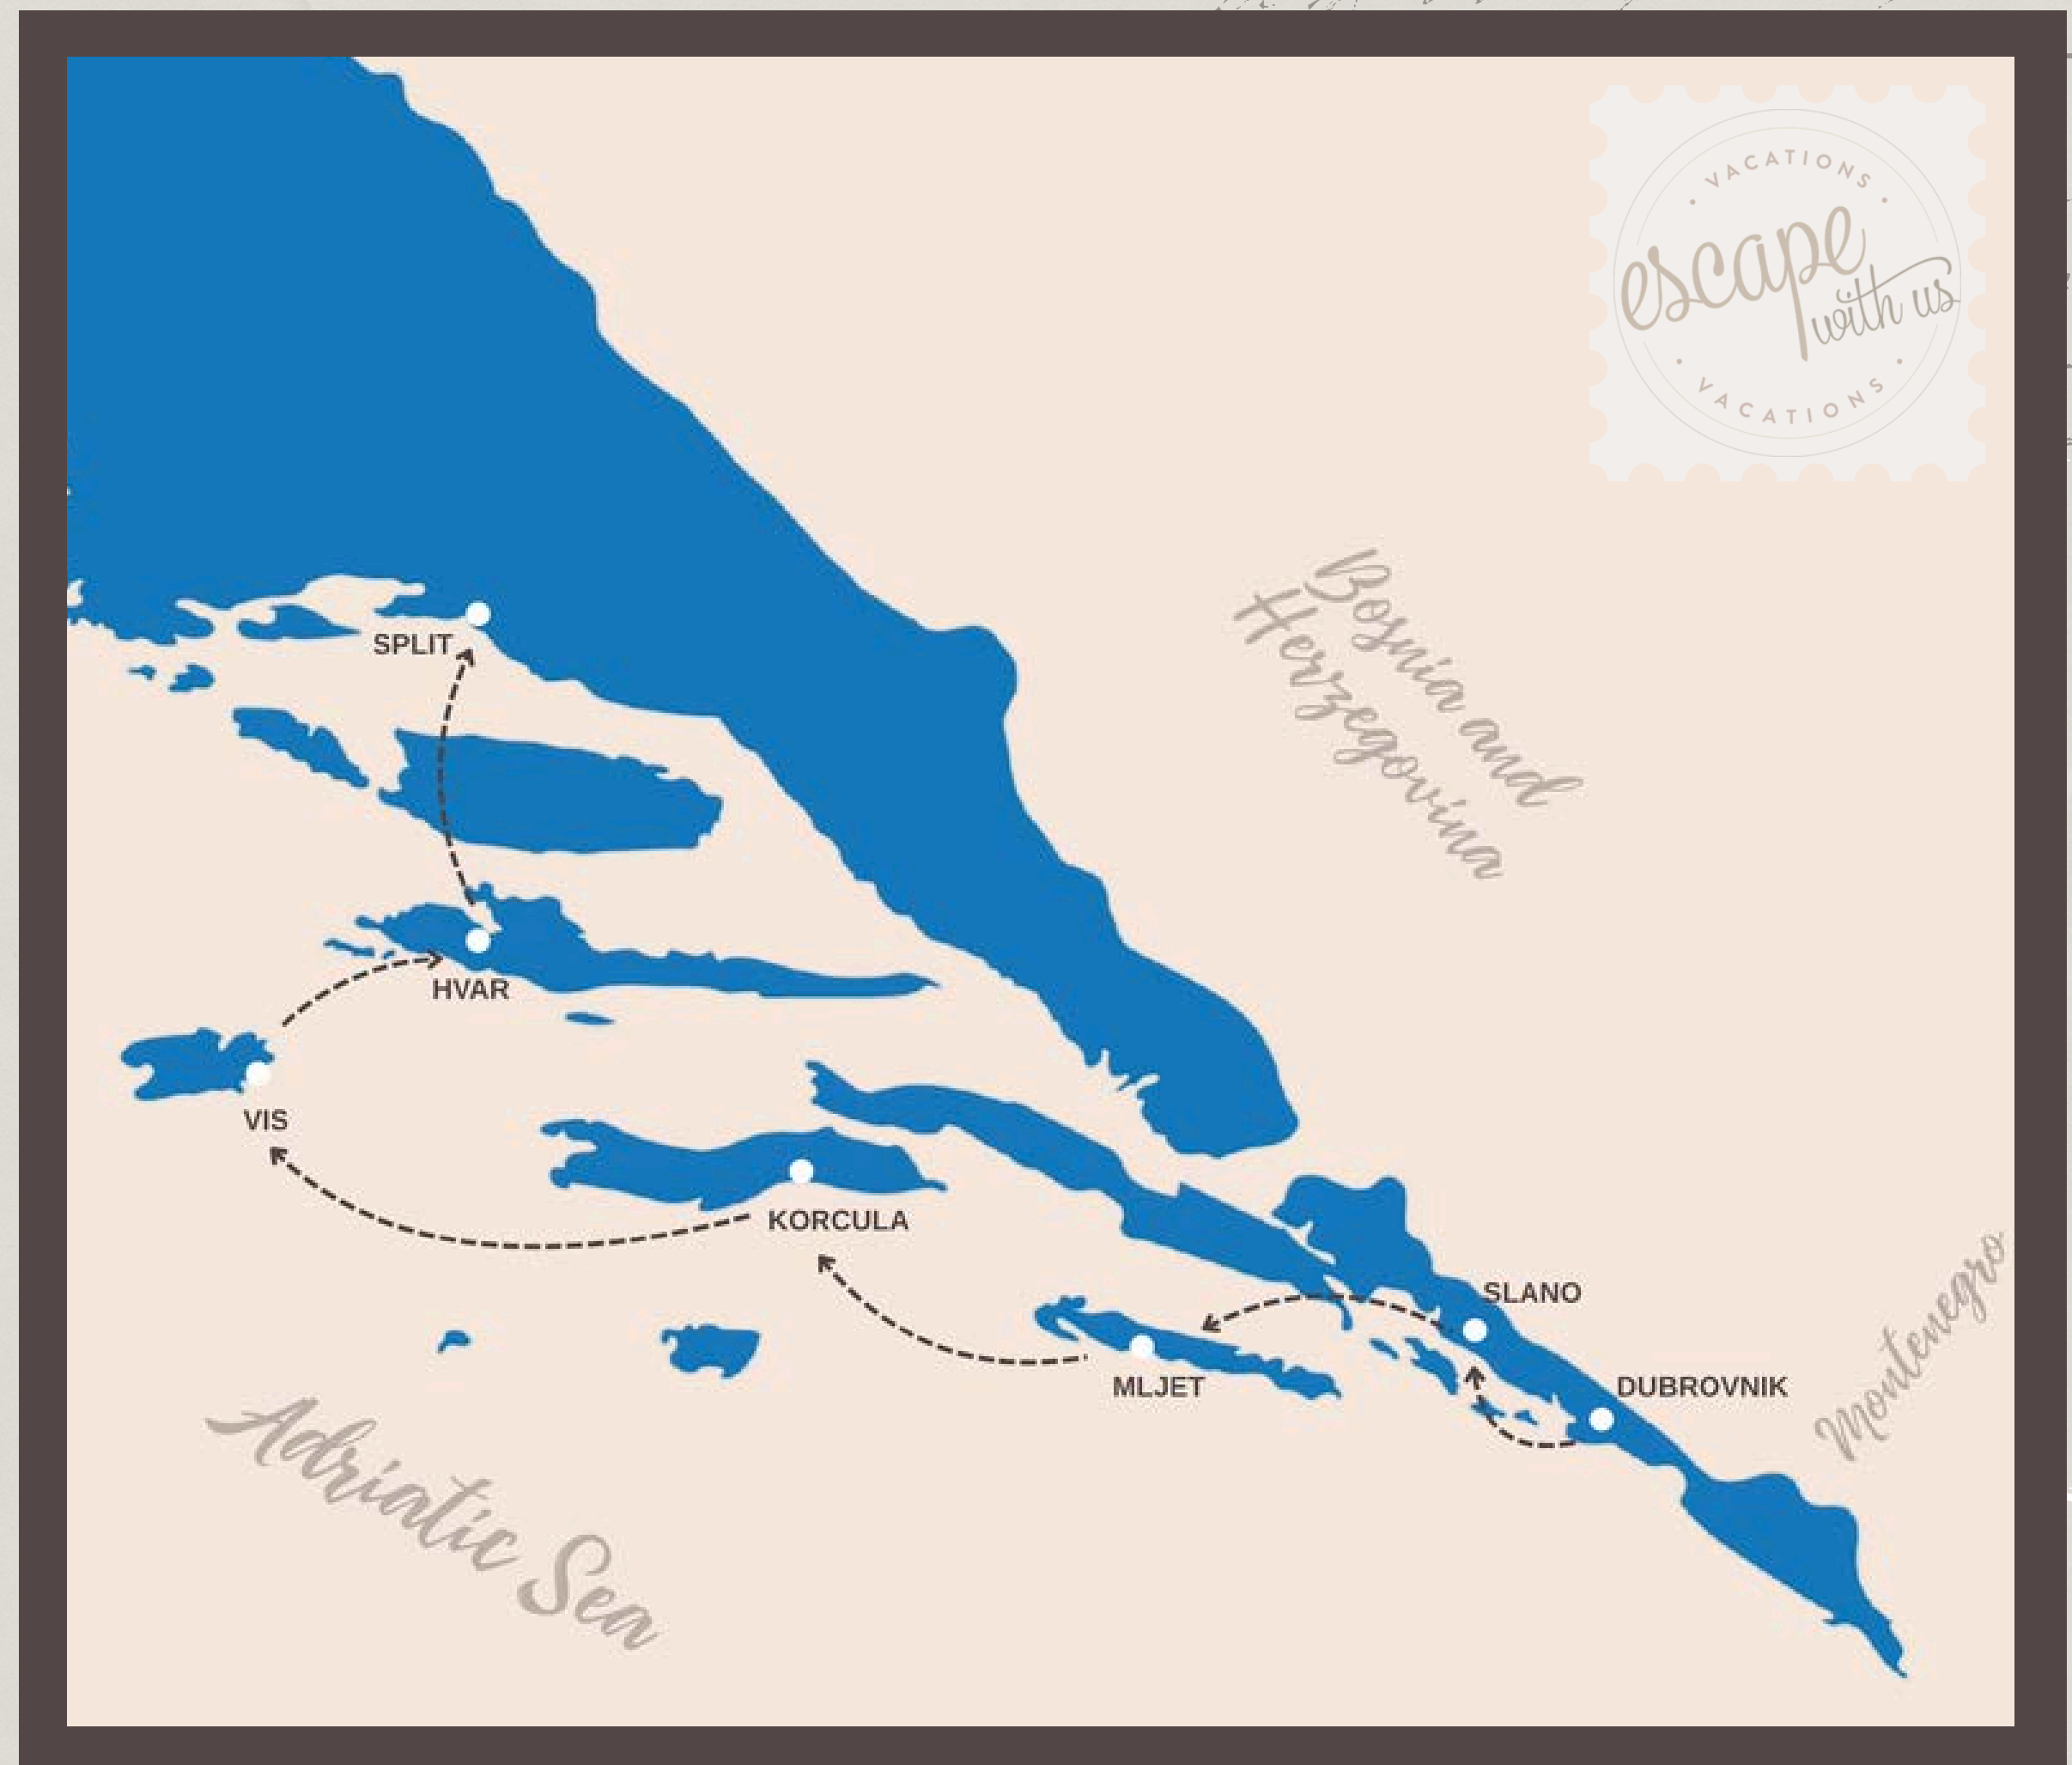 VACATIONS
escape
with us
VACATIONS
Bosnia and
Herzegovina
SPLIT
HVAR
VIS
KORCULA
SLANO
MLJET
DUBROVNIK
Montenegro
Adriatic Sea